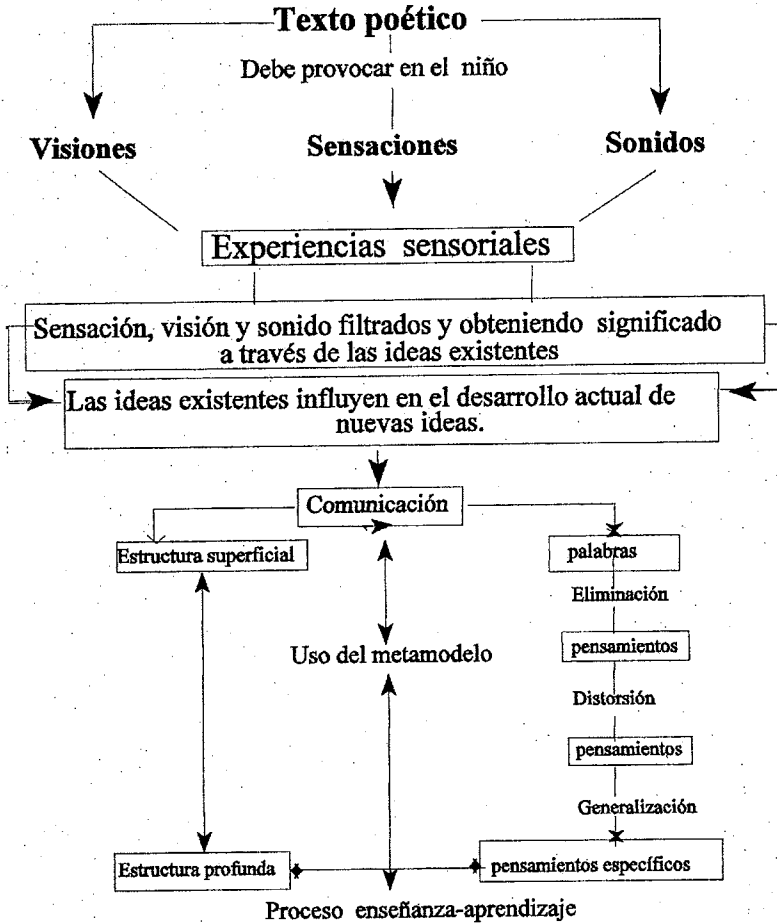 Texto poético
Debe provocar en el niño
Visiones
Sensaciones
Sonidos
Experiencias sensoriales
Sensación, visión y sonido filtrados y obteniendo significado
a través de las ideas existentes
Las ideas existentes influyen en el desarrollo actual de
nuevas ideas.
Comunicación
Estructura superficial
palabras
Eliminación
Uso del metamodelo
pensamientos
Distorsión
pensamientos
Generalización
Estructura profunda
pensamientos específicos
Proceso enseñanza-aprendizaje